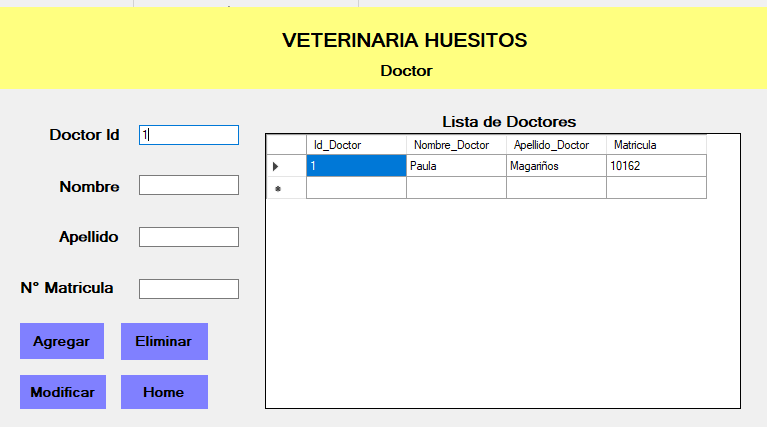 VETERINARIA HUESITOS
Doctor
Doctor Id 1
Nombre
Apellido
N° Matricula
Agregar Eliminar
Modificar Home
Lista de Doctores
Id_Doctor Nombre_Doctor Apellido_Doctor Matricula
1 Paula Magariños 10162